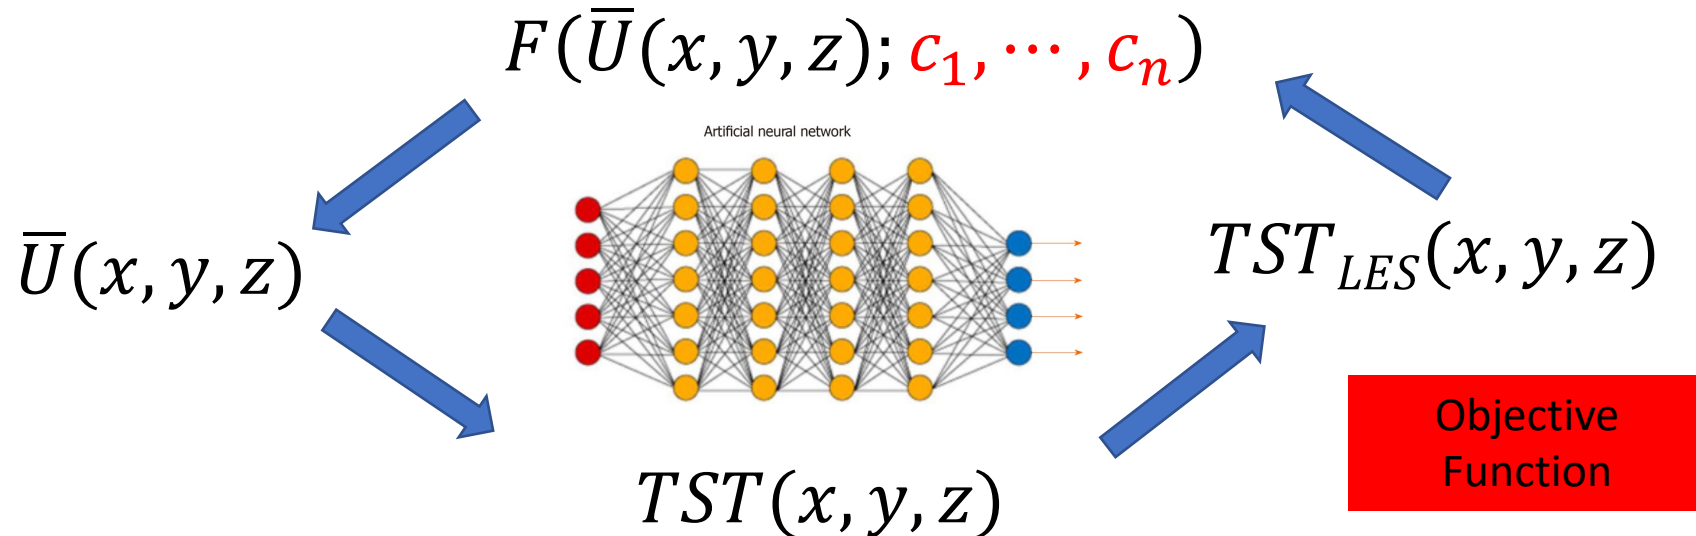 F(U̅(x, y, z); c₁, ⋯ , cₙ)
Artificial neural network
U̅(x, y, z)
TST_LES(x, y, z)
Objective
Function
TST(x, y, z)